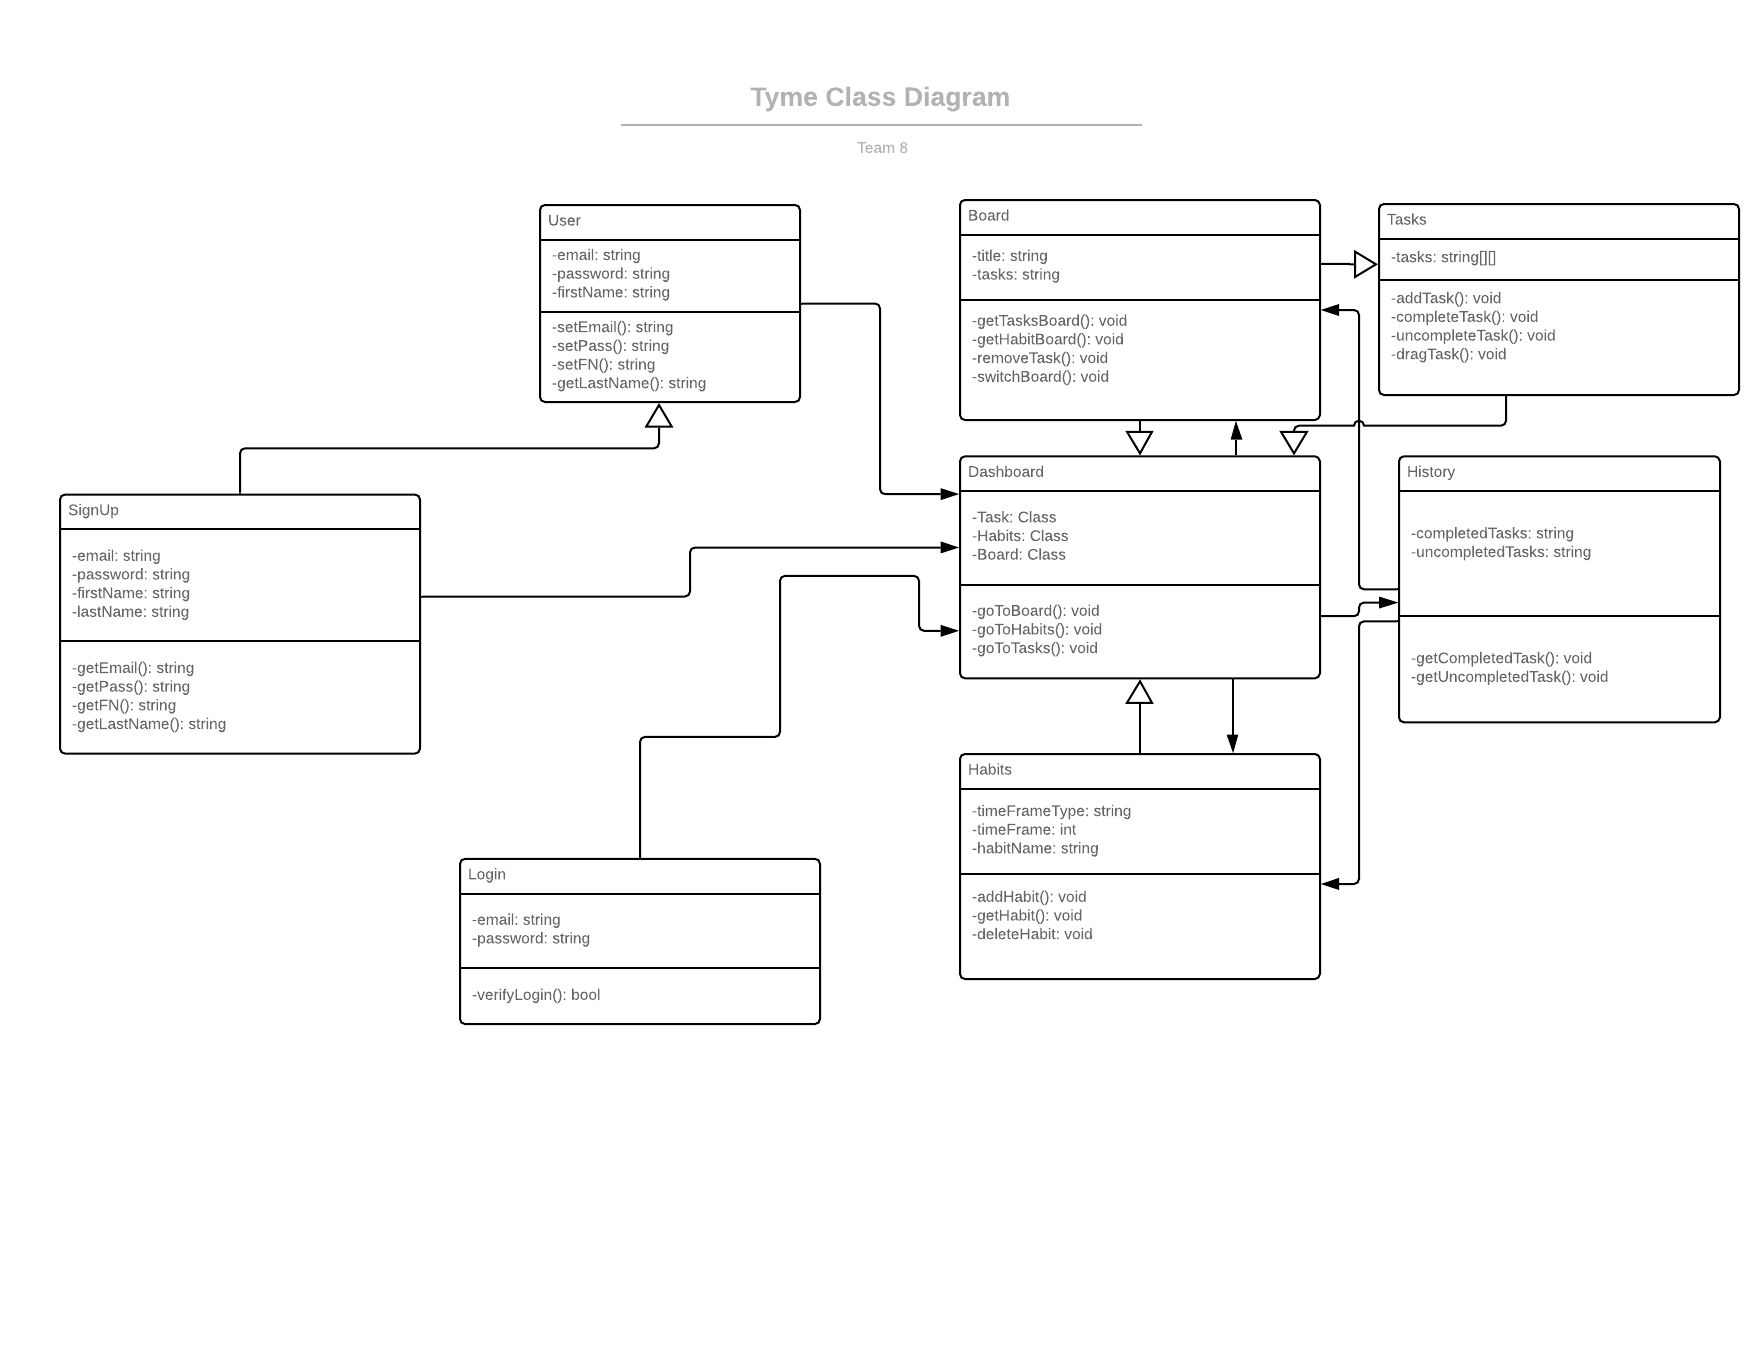 Tyme Class Diagram
Team 8
User
-email: string
-password: string
-firstName: string
-setEmail(): string
-setPass(): string
-setFN(): string
-getLastName(): string
Board
-title: string
-tasks: string
-getTasksBoard(): void
-getHabitBoard(): void
-removeTask(): void
-switchBoard(): void
Tasks
-tasks: string[][]
-addTask(): void
-completeTask(): void
-uncompleteTask(): void
-dragTask(): void
SignUp
-email: string
-password: string
-firstName: string
-lastName: string
-getEmail(): string
-getPass(): string
-getFN(): string
-getLastName(): string
Dashboard
-Task: Class
-Habits: Class
-Board: Class
-goToBoard(): void
-goToHabits(): void
-goToTasks(): void
History
-completedTasks: string
-uncompletedTasks: string
-getCompletedTask(): void
-getUncompletedTask(): void
Habits
-timeFrameType: string
-timeFrame: int
-habitName: string
-addHabit(): void
-getHabit(): void
-deleteHabit: void
Login
-email: string
-password: string
-verifyLogin(): bool